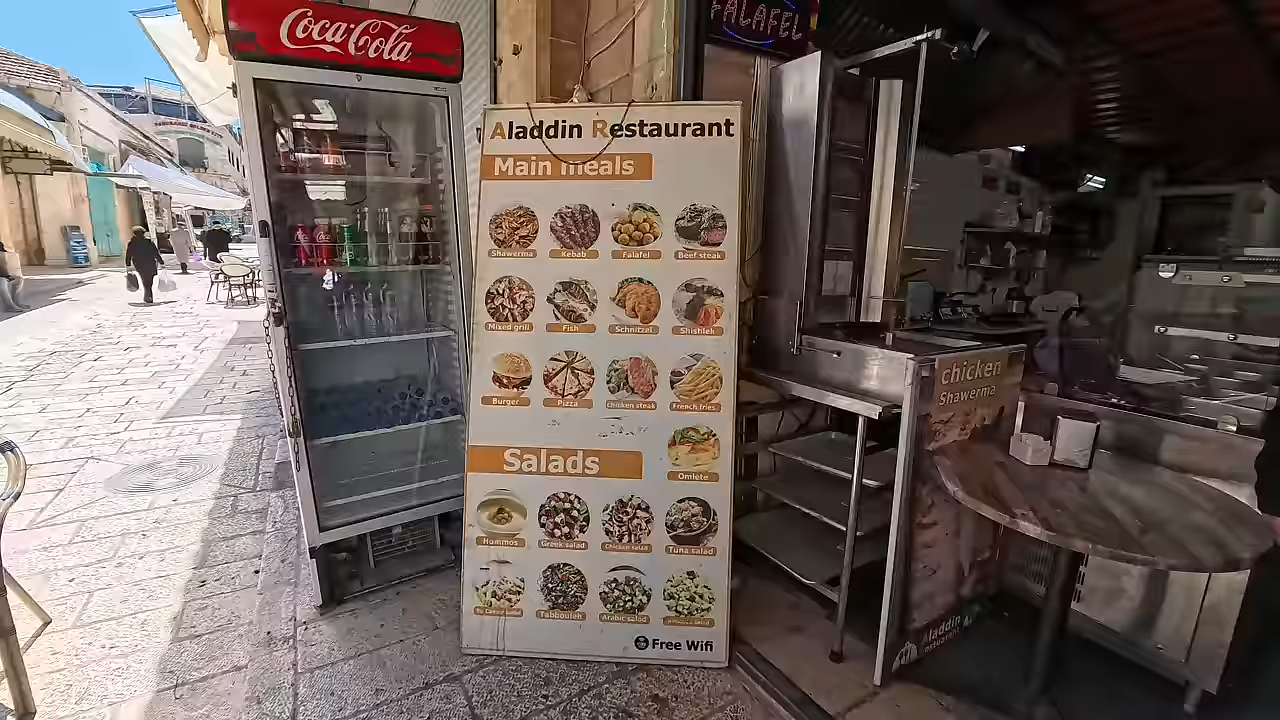 Coca-Cola
FALAFEL
Aladdin Restaurant
Main meals
Shawerma
Kebab
Falafel
Beef steak
Mixed grill
Fish
Schnitzel
Shishlek
Burger
Pizza
Chicken steak
French fries
Omlete
Salads
Hommos
Greek salad
Chicken salad
Tuna salad
Tabbouleh
Arabic salad
Avocado salad
Free Wifi
chicken
Shawerma
Aladdin